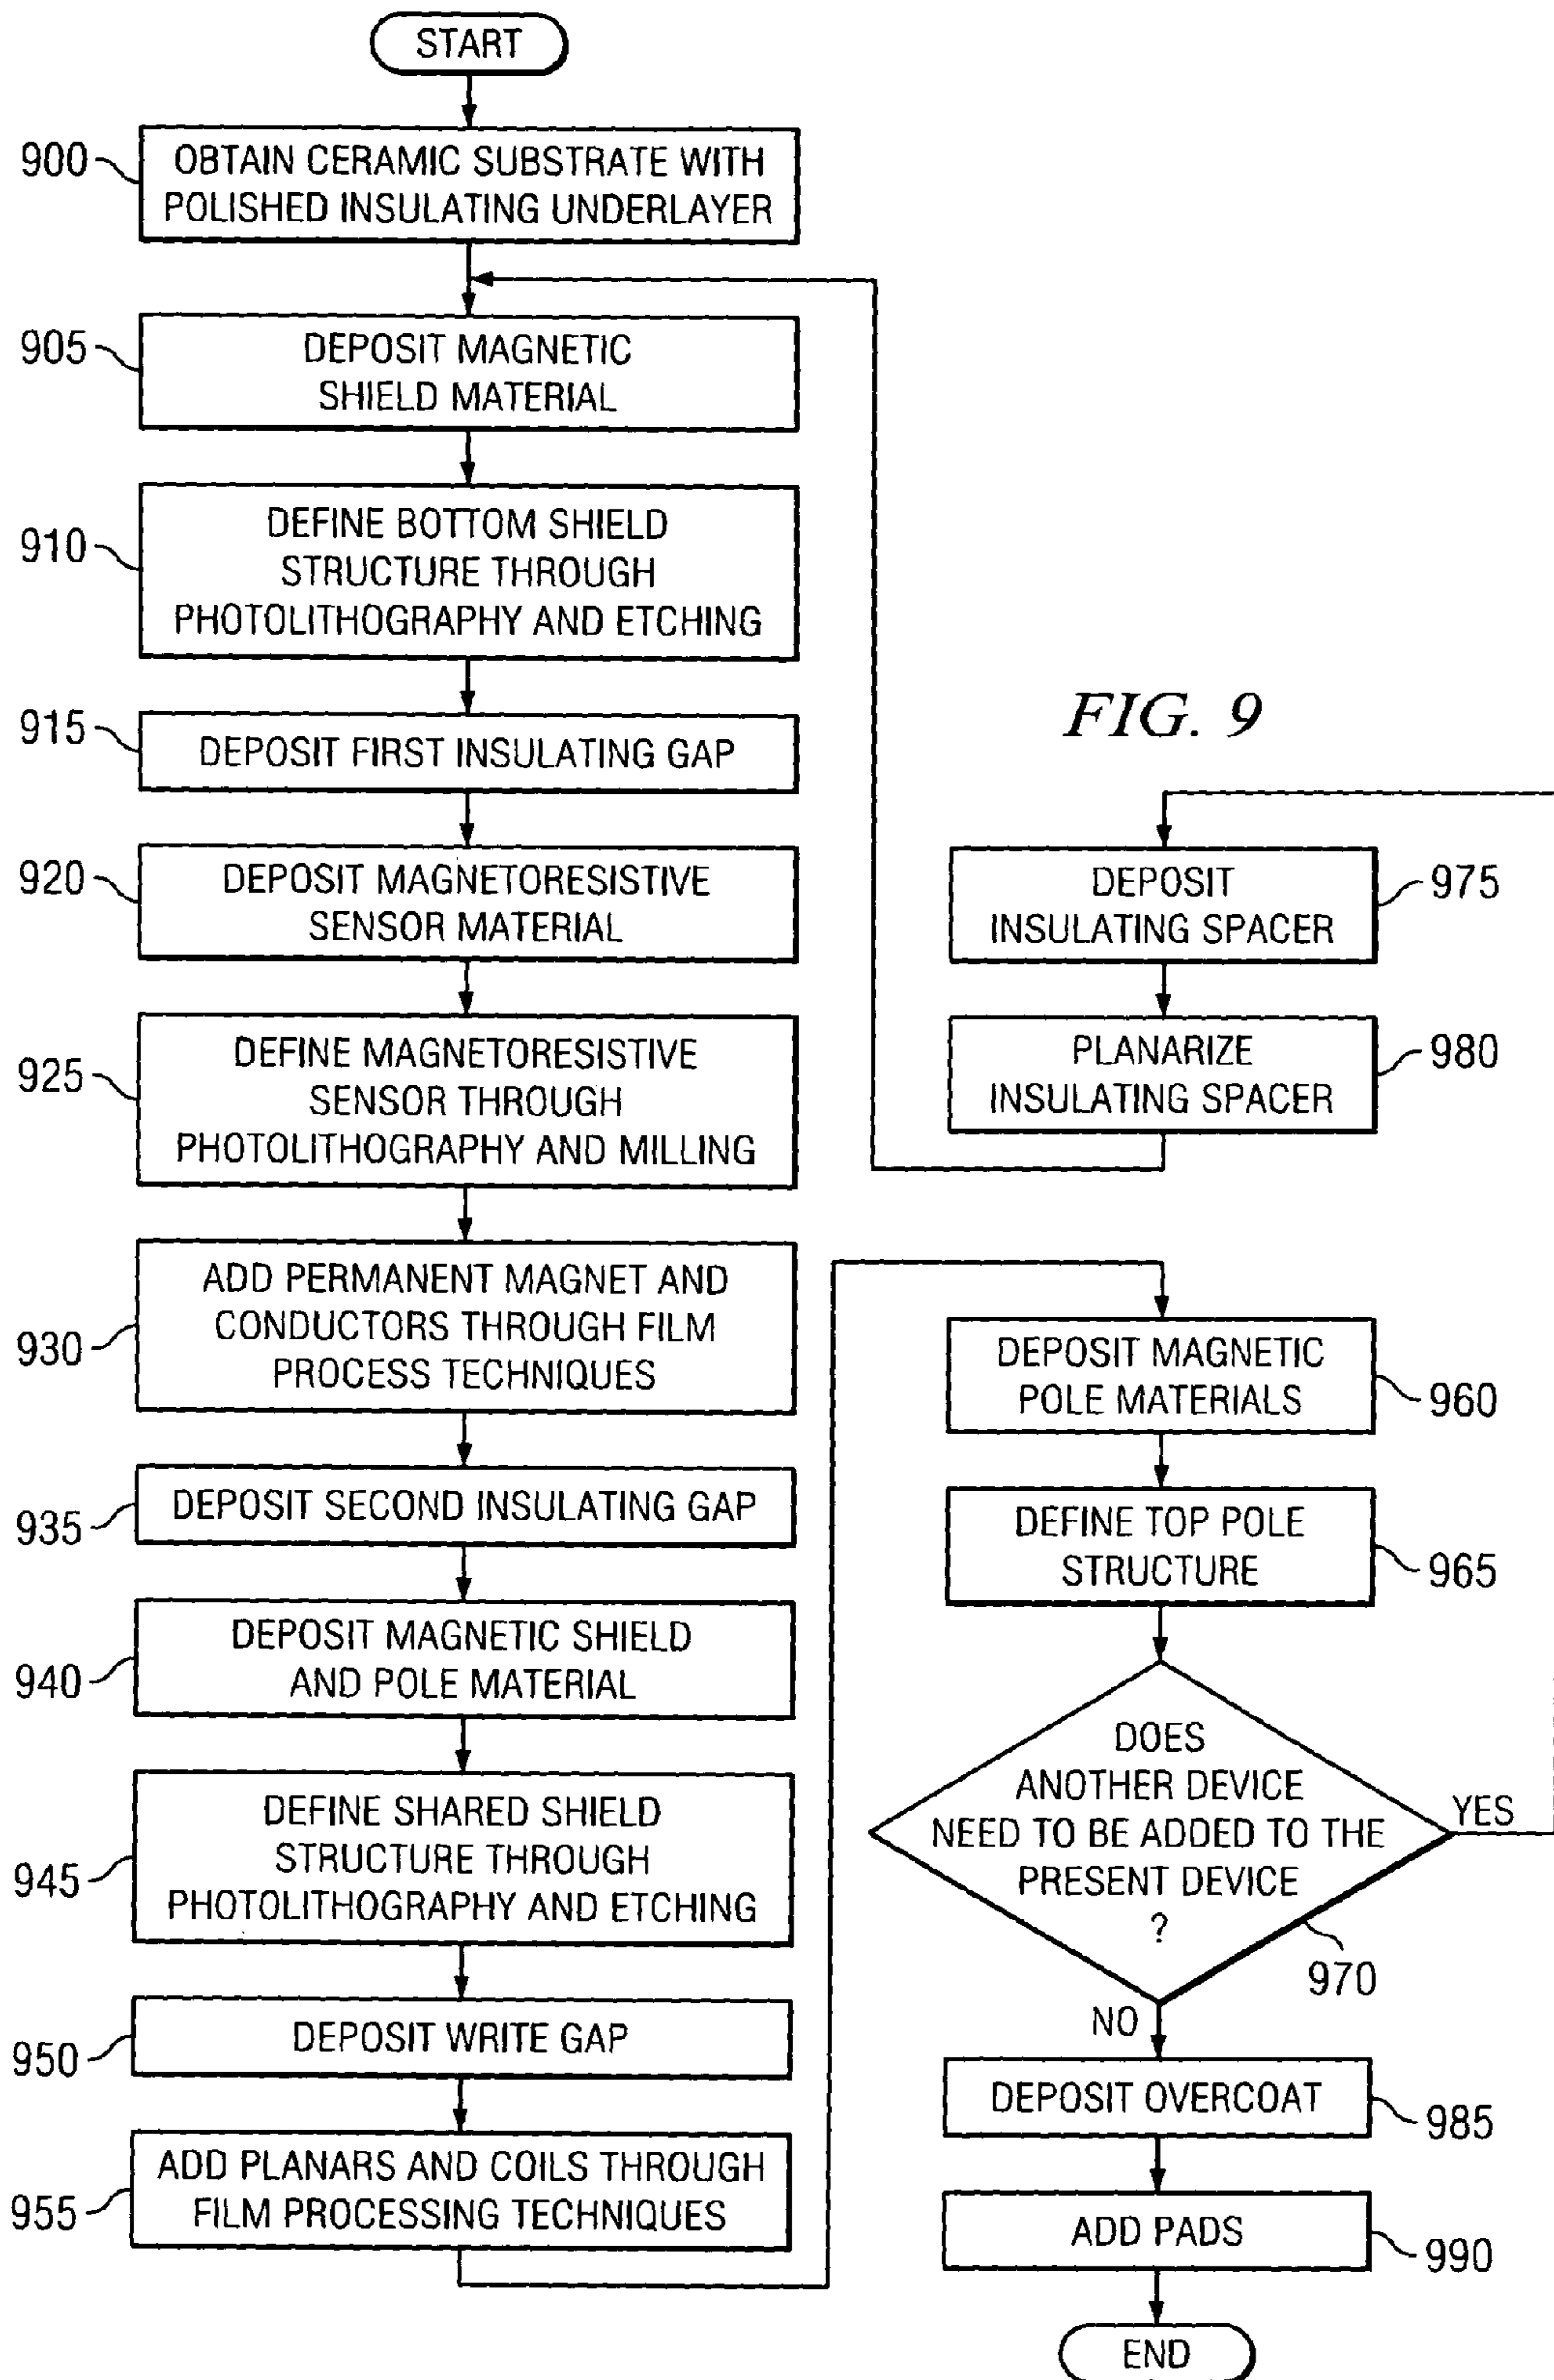 START
900
OBTAIN CERAMIC SUBSTRATE WITH
POLISHED INSULATING UNDERLAYER
905
DEPOSIT MAGNETIC
SHIELD MATERIAL
910
DEFINE BOTTOM SHIELD
STRUCTURE THROUGH
PHOTOLITHOGRAPHY AND ETCHING
915
DEPOSIT FIRST INSULATING GAP
920
DEPOSIT MAGNETORESISTIVE
SENSOR MATERIAL
925
DEFINE MAGNETORESISTIVE
SENSOR THROUGH
PHOTOLITHOGRAPHY AND MILLING
930
ADD PERMANENT MAGNET AND
CONDUCTORS THROUGH FILM
PROCESS TECHNIQUES
935
DEPOSIT SECOND INSULATING GAP
940
DEPOSIT MAGNETIC SHIELD
AND POLE MATERIAL
945
DEFINE SHARED SHIELD
STRUCTURE THROUGH
PHOTOLITHOGRAPHY AND ETCHING
950
DEPOSIT WRITE GAP
955
ADD PLANARS AND COILS THROUGH
FILM PROCESSING TECHNIQUES
FIG. 9
DEPOSIT
INSULATING SPACER
975
PLANARIZE
INSULATING SPACER
980
DEPOSIT MAGNETIC
POLE MATERIALS
960
DEFINE TOP POLE
STRUCTURE
965
DOES
ANOTHER DEVICE
NEED TO BE ADDED TO THE
PRESENT DEVICE
?
YES
970
NO
DEPOSIT OVERCOAT
985
ADD PADS
990
END